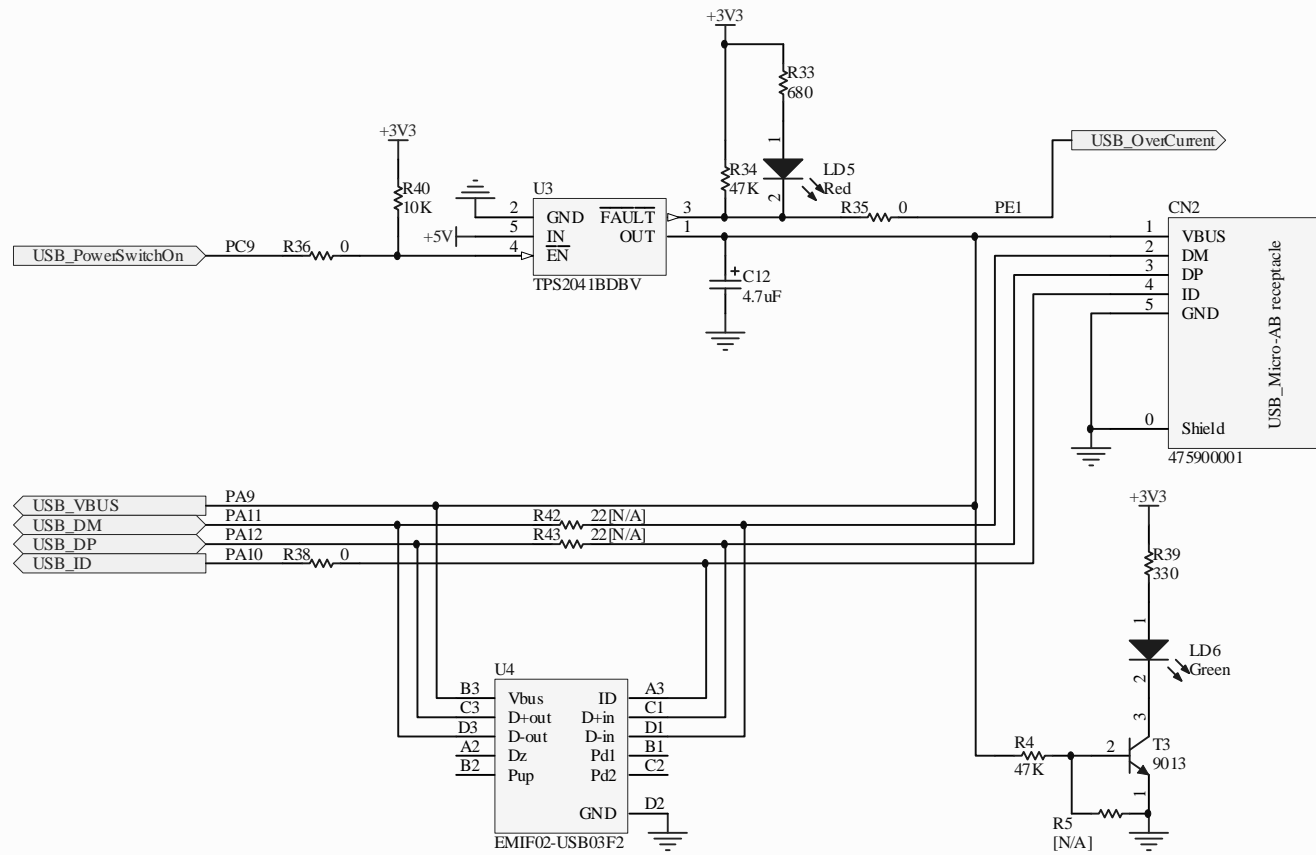 +3V3
R33
680
+3V3
USB_OverCurrent
R34
47K
LD5
Red
1
2
R40
10K
U3
2 GND FAULT 3
R35 0 PE1
CN2
+5V 5 IN OUT 1
1 VBUS
USB_PowerSwitchOn PC9 R36 0
4 EN
2 DM
TPS2041BDBV
C12
4.7uF
+
3 DP
4 ID
5 GND
USB_Micro-AB receptacle
0 Shield
475900001
USB_VBUS PA9
USB_DM PA11 R42 22[N/A]
USB_DP PA12 R43 22[N/A]
USB_ID PA10 R38 0
+3V3
R39
330
1
LD6
Green
2
U4
B3 Vbus ID A3
C3 D+out D+in C1
D3 D-out D-in D1
A2 Dz Pd1 B1
B2 Pup Pd2 C2
GND D2
EMIF02-USB03F2
R4
47K
3
2
T3
9013
1
R5
[N/A]